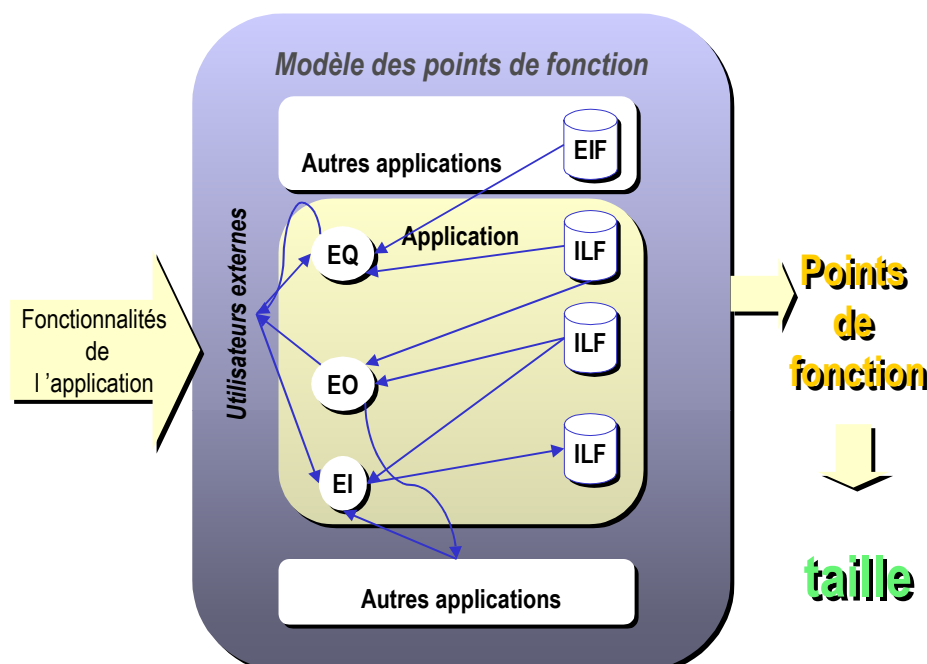 Modèle des points de fonction
Autres applications
EIF
Utilisateurs externes
Application
EQ
ILF
Fonctionnalités
de
l ’application
EO
ILF
EI
ILF
Autres applications
Points
de
fonction
taille